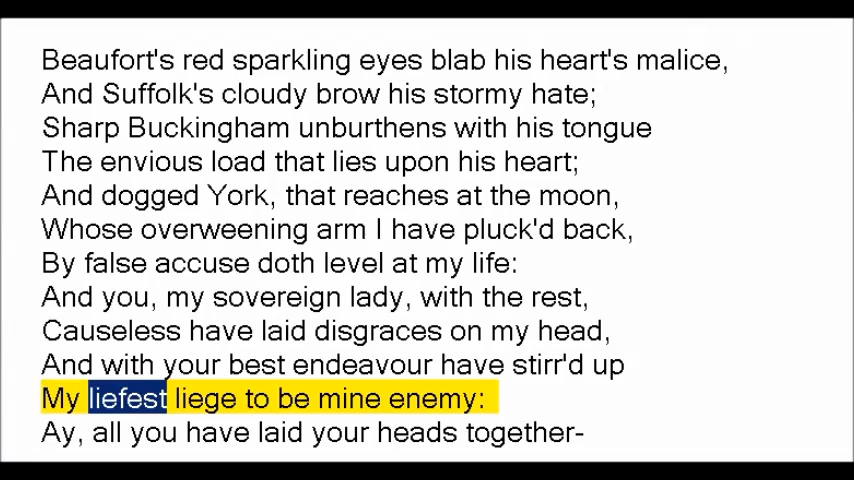 Beaufort's red sparkling eyes blab his heart's malice,
And Suffolk's cloudy brow his stormy hate;
Sharp Buckingham unburthens with his tongue
The envious load that lies upon his heart;
And dogged York, that reaches at the moon,
Whose overweening arm I have pluck'd back,
By false accuse doth level at my life:
And you, my sovereign lady, with the rest,
Causeless have laid disgraces on my head,
And with your best endeavour have stirr'd up
My liefest liege to be mine enemy:
Ay, all you have laid your heads together-